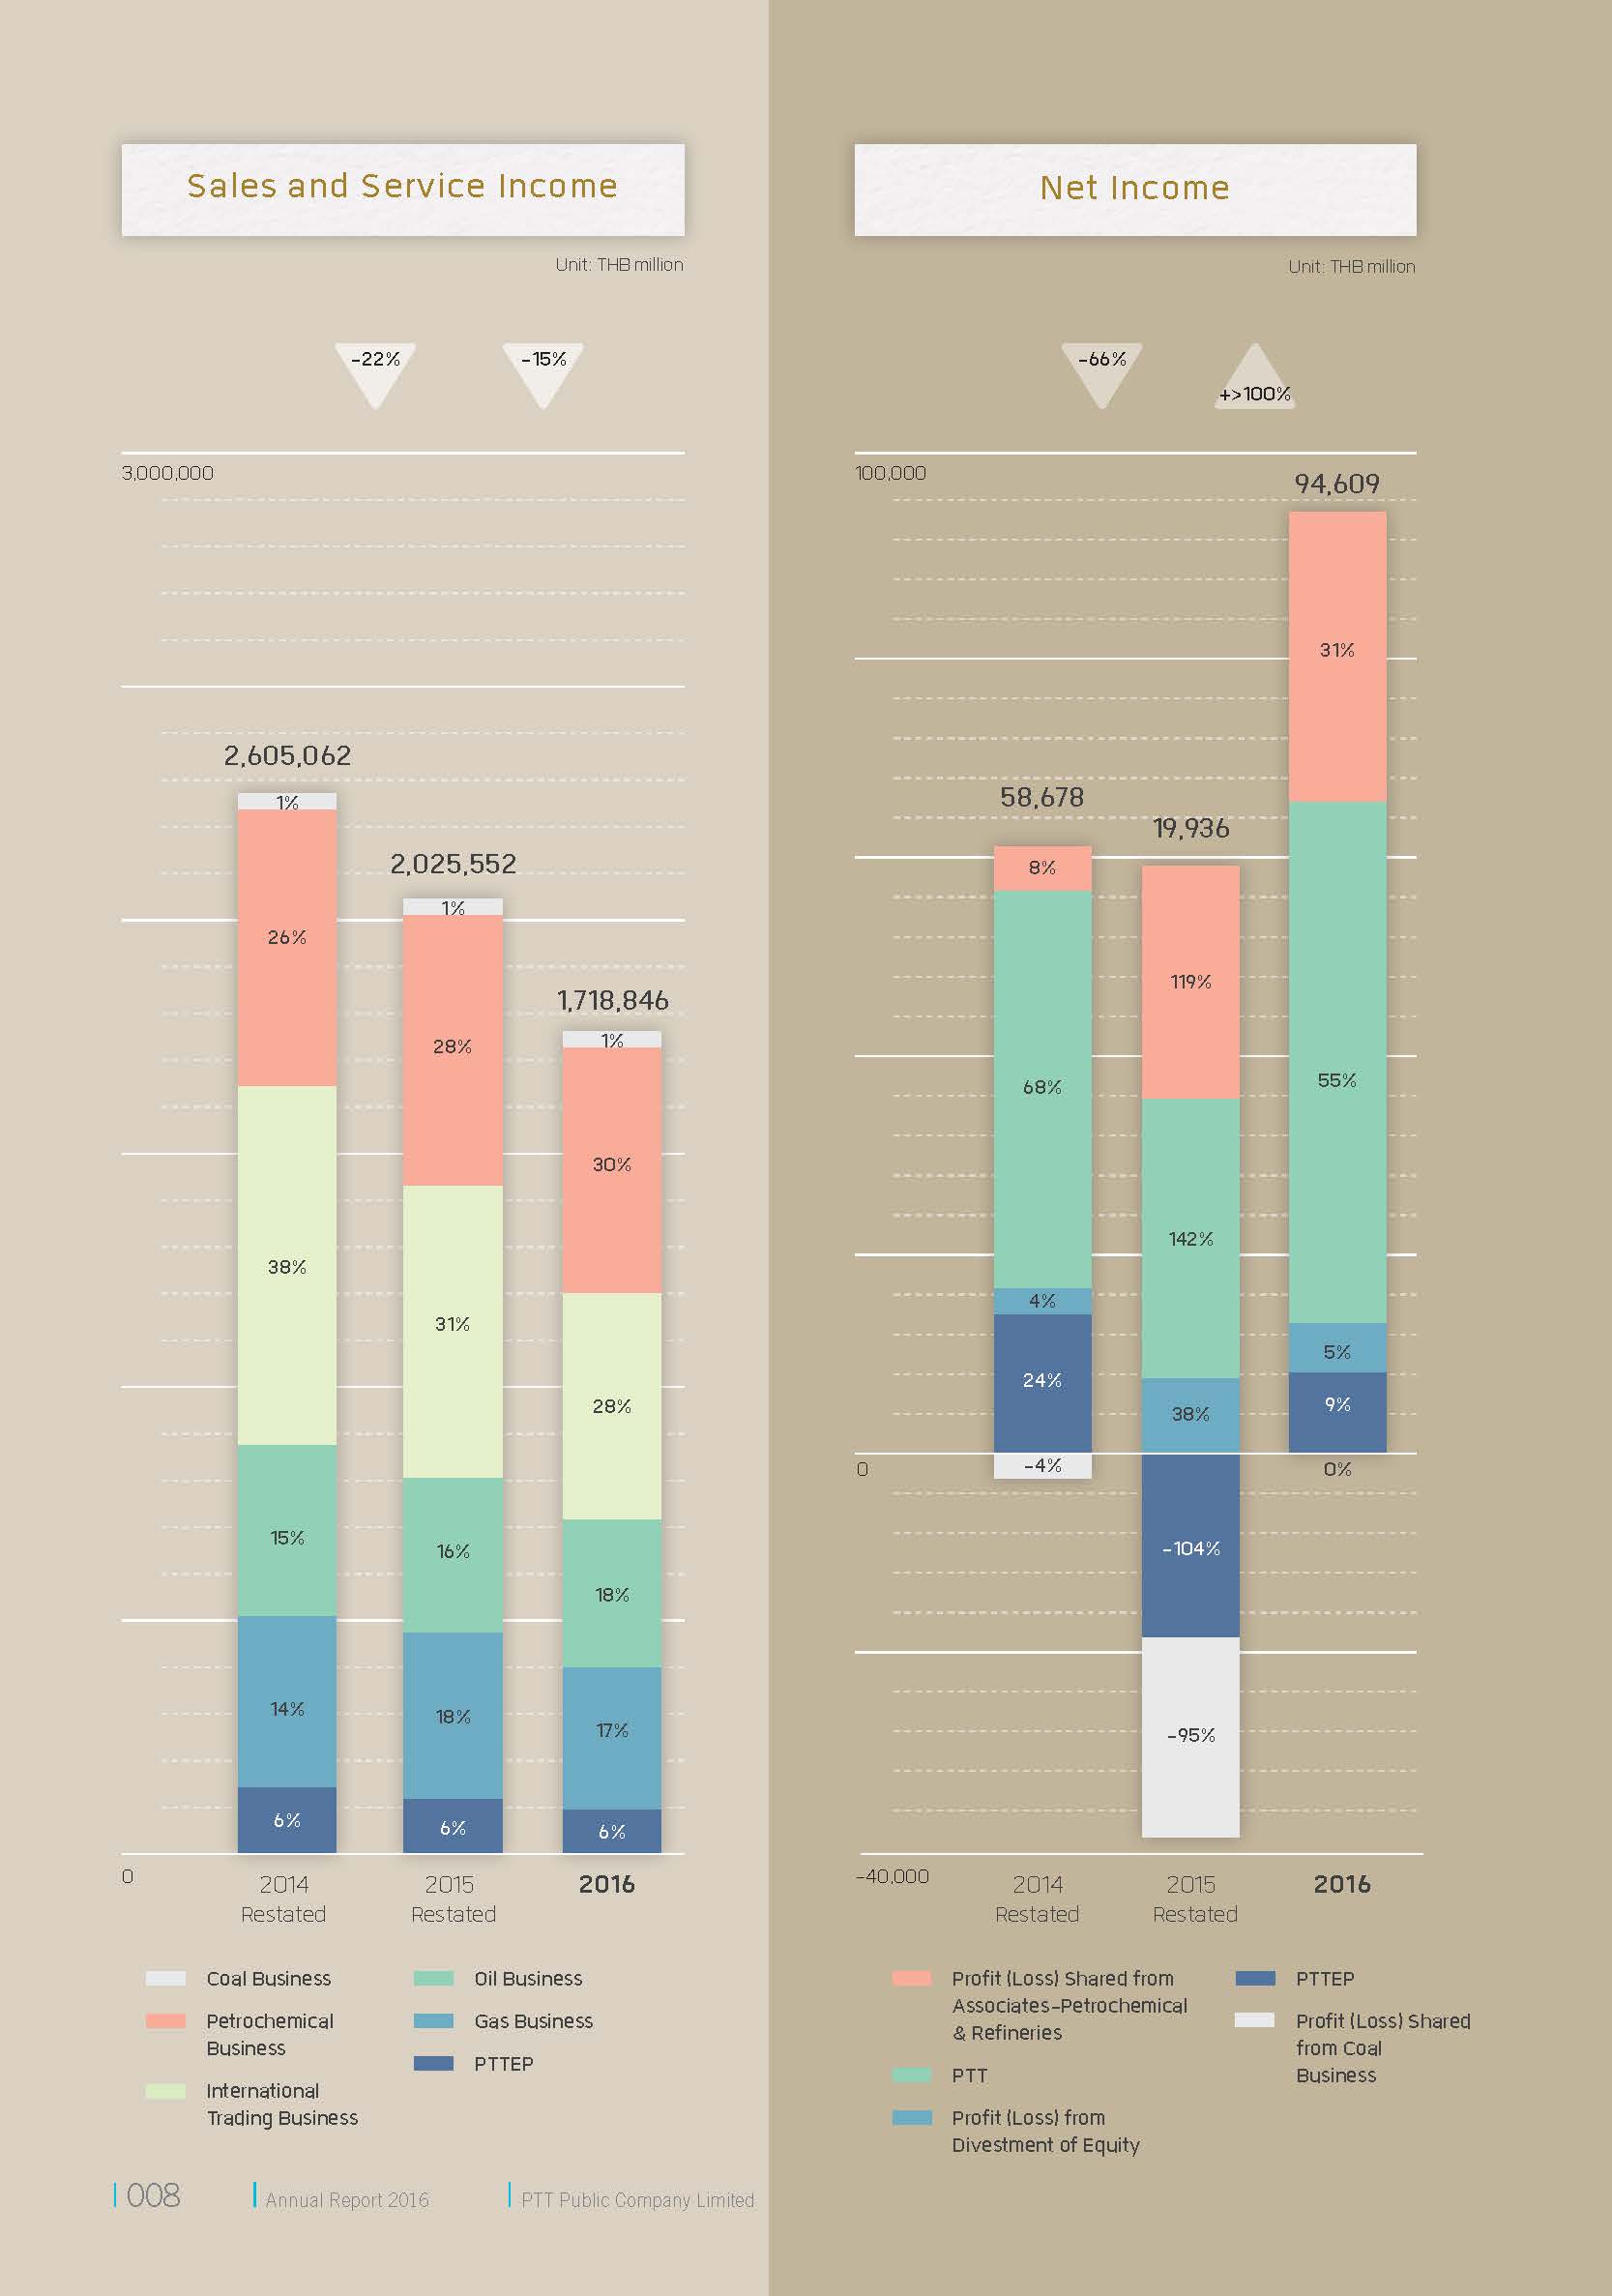 Sales and Service Income
Unit: THB million
-22%
-15%
3,000,000
2,605,062
1%
26%
38%
15%
14%
6%
2,025,552
1%
28%
31%
16%
18%
6%
1,718,846
1%
30%
28%
18%
17%
6%
0
2014
Restated
2015
Restated
2016
Coal Business
Petrochemical
Business
International
Trading Business
Oil Business
Gas Business
PTTEP
Net Income
Unit: THB million
-66%
+>100%
100,000
58,678
8%
68%
4%
24%
-4%
19,936
119%
142%
38%
-104%
-95%
94,609
31%
55%
5%
9%
0%
0
-40,000
2014
Restated
2015
Restated
2016
Profit (Loss) Shared from
Associates-Petrochemical
& Refineries
PTT
Profit (Loss) from
Divestment of Equity
PTTEP
Profit (Loss) Shared
from Coal
Business
008
Annual Report 2016
PTT Public Company Limited